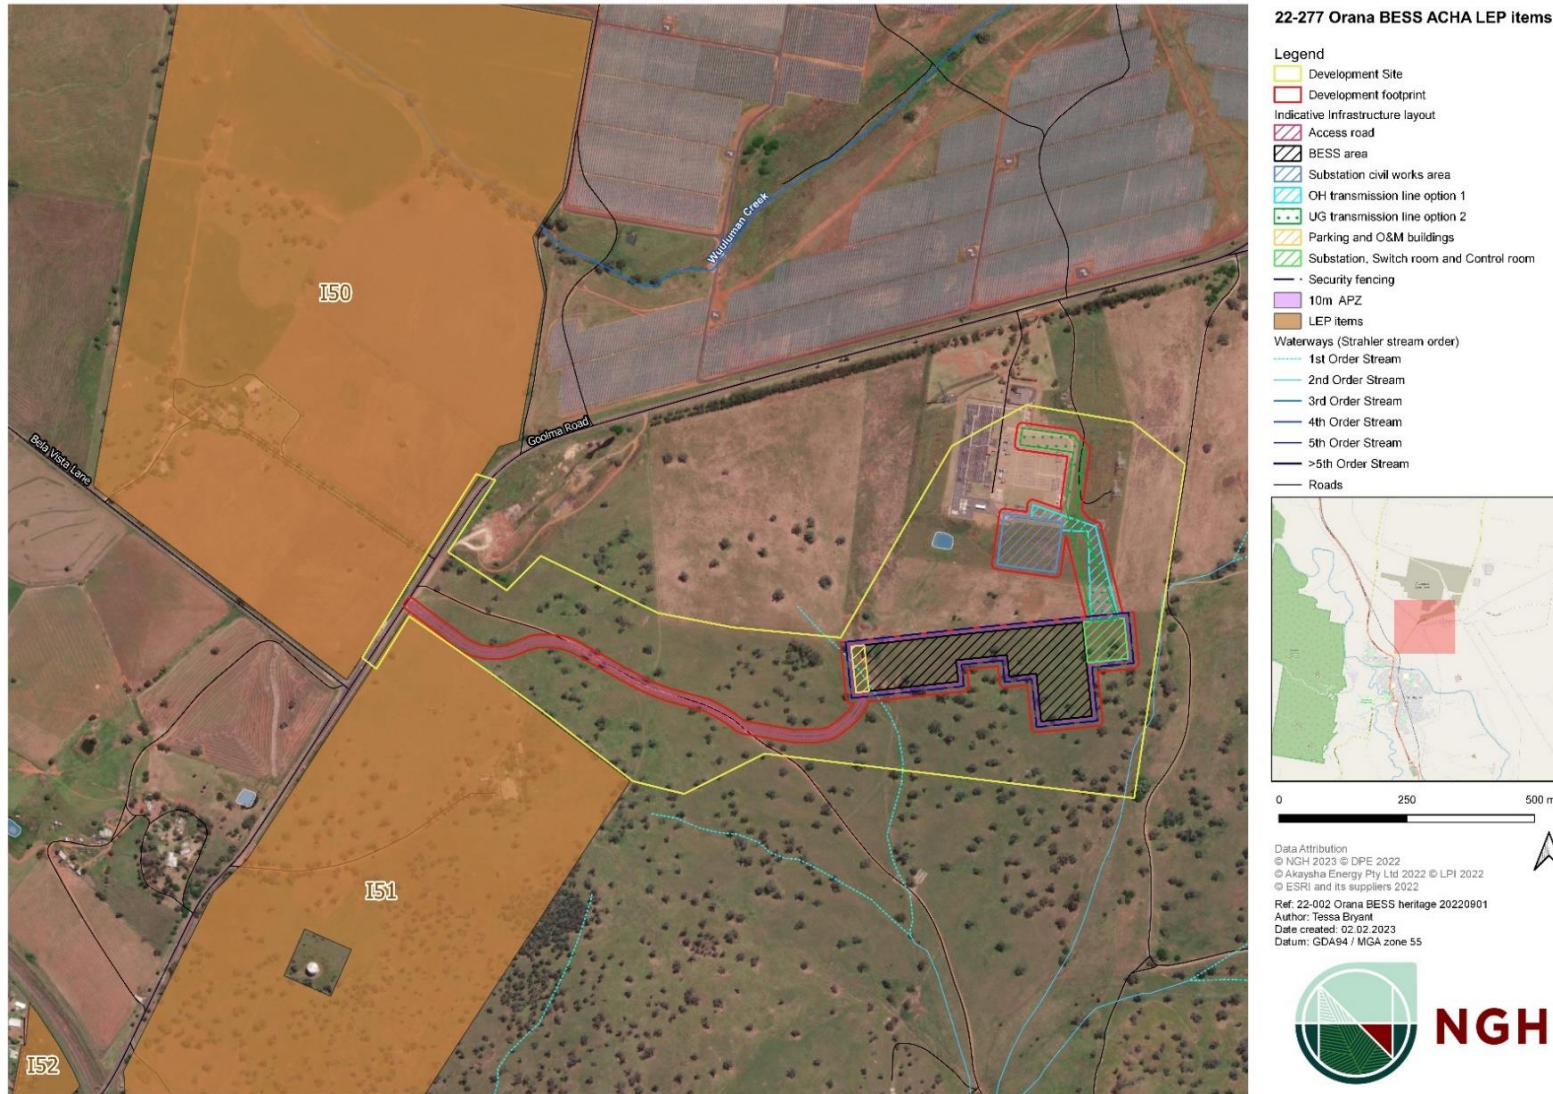 22-277 Orana BESS ACHA LEP items
Legend
Development Site
Development footprint
Indicative Infrastructure layout
Access road
BESS area
Substation civil works area
OH transmission line option 1
UG transmission line option 2
Parking and O&M buildings
Substation, Switch room and Control room
Security fencing
10m APZ
LEP items
Waterways (Strahler stream order)
1st Order Stream
2nd Order Stream
3rd Order Stream
4th Order Stream
5th Order Stream
>5th Order Stream
Roads
I50
Wuuluman Creek
Goolma Road
Bela Vista Lane
I51
I52
0 250 500 m
Data Attribution
© NGH 2023 © DPE 2022
© Akaysha Energy Pty Ltd 2022 © LPI 2022
© ESRI and its suppliers 2022
Ref: 22-002 Orana BESS heritage 20220901
Author: Tessa Bryant
Date created: 02.02.2023
Datum: GDA94 / MGA zone 55
NGH